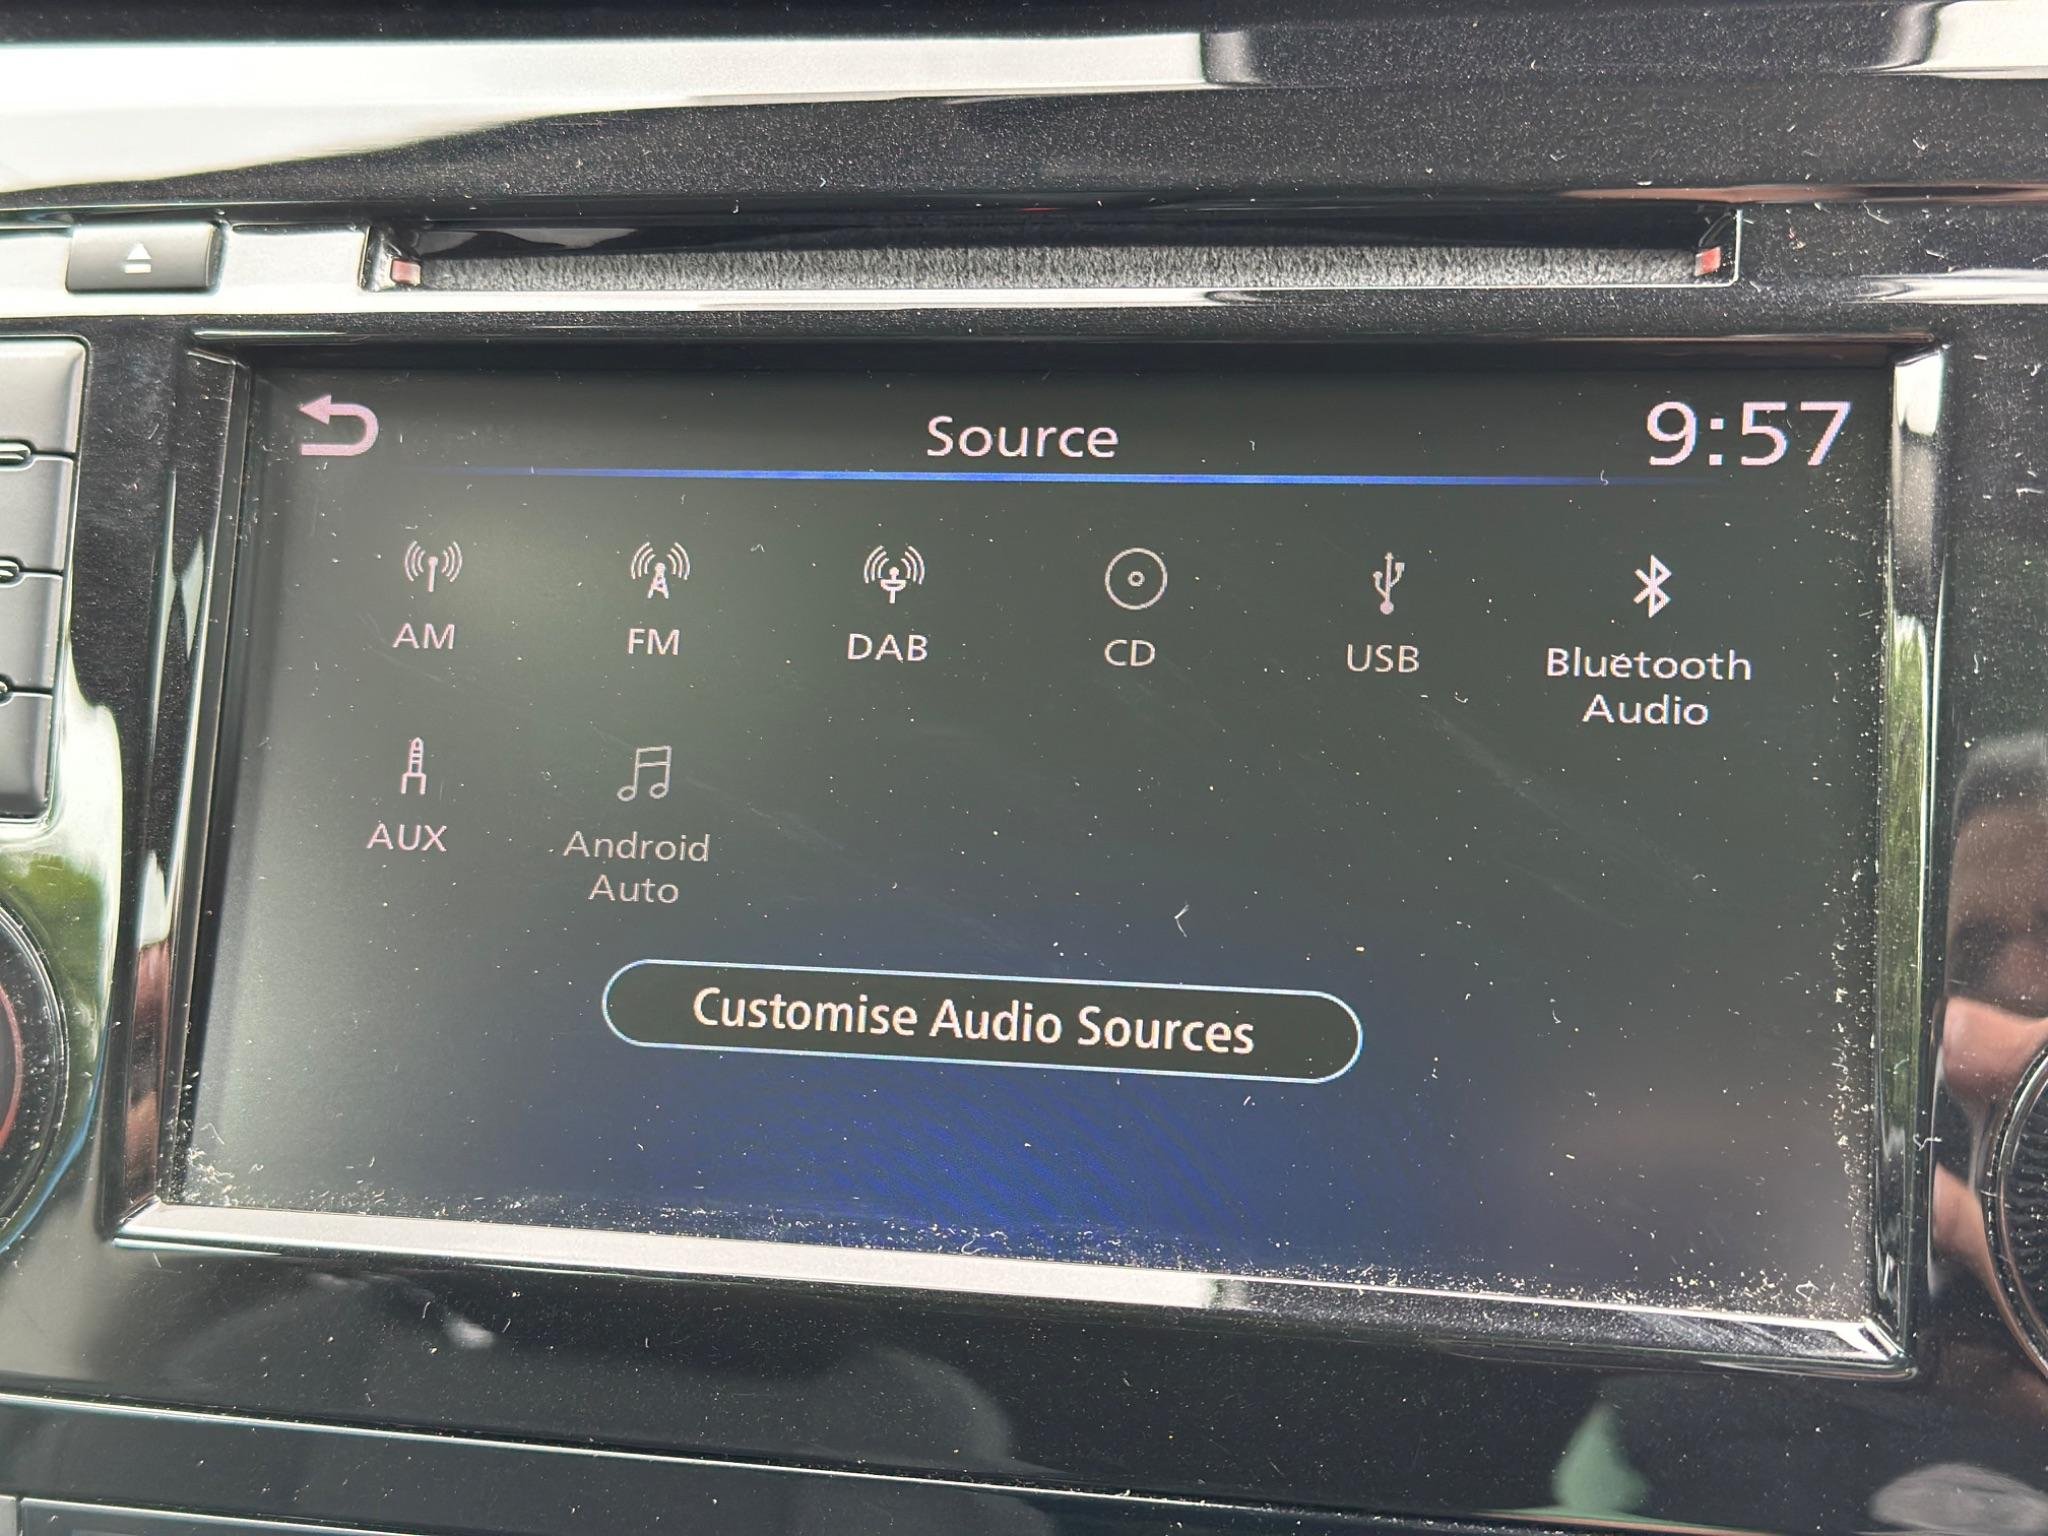 Source
9:57
AM
FM
DAB
CD
USB
Bluetooth
Audio
AUX
Android
Auto
Customise Audio Sources